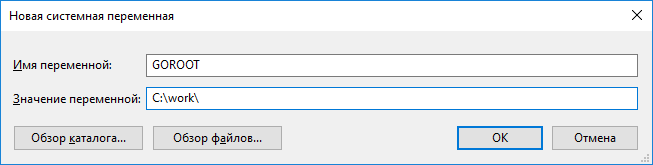 Новая системная переменная
Имя переменной: GOROOT
Значение переменной: C:\work\
Обзор каталога... Обзор файлов... OK Отмена